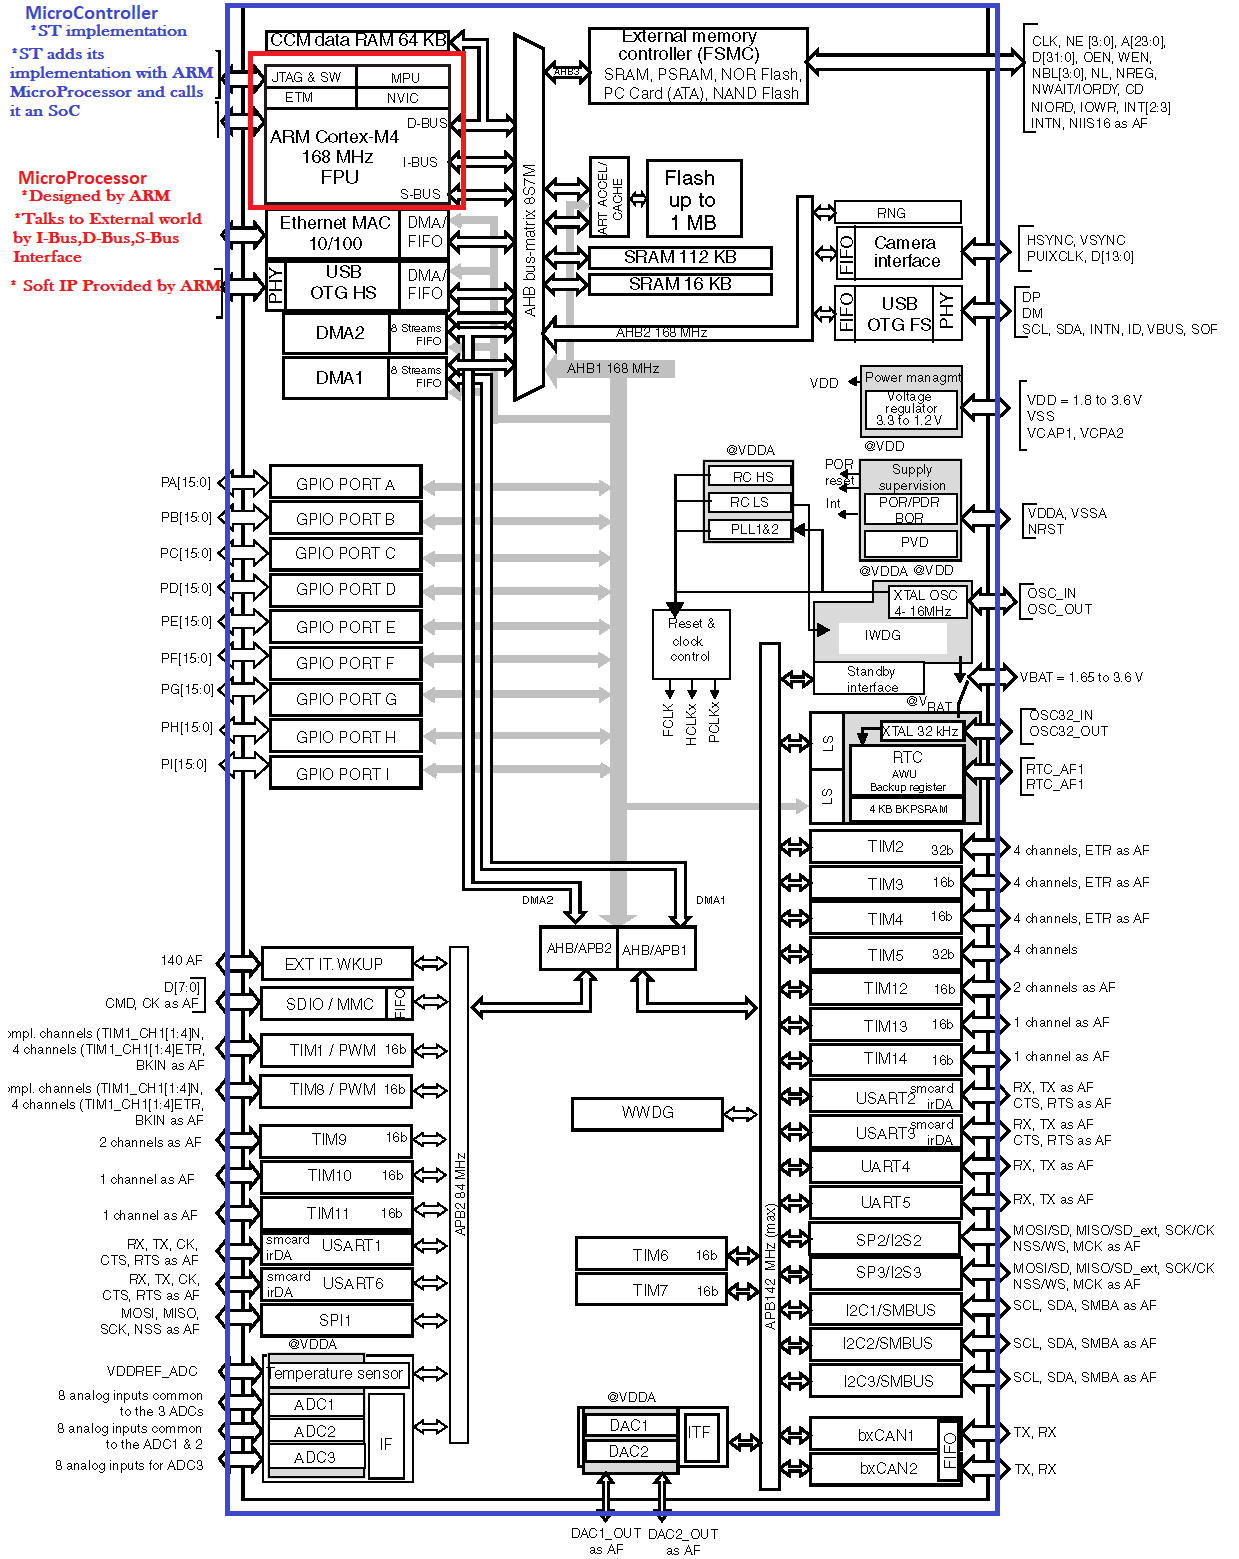 MicroController
*ST implementation
*ST adds its
implementation with ARM
MicroProcessor and calls
it an SoC
MicroProcessor
*Designed by ARM
*Talks to External world
by I-Bus,D-Bus,S-Bus
Interface
* Soft IP Provided by ARM
CCM data RAM 64 KB
JTAG & SW
MPU
ETM
NVIC
D-BUS
ARM Cortex-M4
168 MHz
FPU
I-BUS
S-BUS
Ethernet MAC
10/100
DMA/
FIFO
PHY
USB
OTG HS
DMA/
FIFO
DMA2
8 Streams
FIFO
DMA1
8 Streams
FIFO
AHB bus-matrix 8S7M
External memory
controller (FSMC)
SRAM, PSRAM, NOR Flash,
PC Card (ATA), NAND Flash
AHB3
CLK, NE [3:0], A[23:0],
D[31:0], OEN, WEN,
NBL[3:0], NL, NREG,
NWAIT/IORDY, CD
NIORD, IOWR, INT[2:3]
INTN, NIIS16 as AF
ART ACCEL/
CACHE
Flash
up to
1 MB
SRAM 112 KB
SRAM 16 KB
AHB2 168 MHz
AHB1 168 MHz
RNG
FIFO
Camera
interface
HSYNC, VSYNC
PUIXCLK, D[13:0]
FIFO
USB
OTG FS
PHY
DP
DM
SCL, SDA, INTN, ID, VBUS, SOF
VDD
Power managmt
Voltage
regulator
3.3 to 1.2 V
VDD = 1.8 to 3.6 V
VSS
VCAP1, VCPA2
@VDD
@VDDA
RC HS
RC LS
PLL1&2
POR
reset
Int
Supply
supervision
POR/PDR
BOR
PVD
VDDA, VSSA
NRST
@VDDA @VDD
XTAL OSC
4- 16MHz
OSC_IN
OSC_OUT
IWDG
Reset &
clock
control
FCLK
HCLKx
PCLKx
Standby
interface
VBAT = 1.65 to 3.6 V
@VBAT
OSC32_IN
OSC32_OUT
LS
LS
XTAL 32 kHz
RTC
AWU
Backup register
4 KB BKPSRAM
RTC_AF1
RTC_AF1
PA[15:0]
GPIO PORT A
PB[15:0]
GPIO PORT B
PC[15:0]
GPIO PORT C
PD[15:0]
GPIO PORT D
PE[15:0]
GPIO PORT E
PF[15:0]
GPIO PORT F
PG[15:0]
GPIO PORT G
PH[15:0]
GPIO PORT H
PI[15:0]
GPIO PORT I
DMA2
DMA1
AHB/APB2
AHB/APB1
140 AF
EXT IT. WKUP
D[7:0]
CMD, CK as AF
SDIO / MMC
FIFO
ompl. channels (TIM1_CH1[1:4]N,
4 channels (TIM1_CH1[1:4]ETR,
BKIN as AF
TIM1 / PWM 16b
ompl. channels (TIM1_CH1[1:4]N,
4 channels (TIM1_CH1[1:4]ETR,
BKIN as AF
TIM8 / PWM 16b
2 channels as AF
TIM9 16b
1 channel as AF
TIM10 16b
1 channel as AF
TIM11 16b
RX, TX, CK,
CTS, RTS as AF
smcard
irDA
USART1
RX, TX, CK,
CTS, RTS as AF
smcard
irDA
USART6
MOSI, MISO,
SCK, NSS as AF
SPI1
@VDDA
VDDREF_ADC
Temperature sensor
8 analog inputs common
to the 3 ADCs
ADC1
8 analog inputs common
to the ADC1 & 2
ADC2
8 analog inputs for ADC3
ADC3
IF
APB2 84 MHz
WWDG
TIM6 16b
TIM7 16b
@VDDA
DAC1
DAC2
ITF
DAC1_OUT
as AF
DAC2_OUT
as AF
APB142 MHz (max)
TIM2 32b
4 channels, ETR as AF
TIM3 16b
4 channels, ETR as AF
TIM4 16b
4 channels, ETR as AF
TIM5 32b
4 channels
TIM12 16b
2 channels as AF
TIM13 16b
1 channel as AF
TIM14 16b
1 channel as AF
USART2
smcard
irDA
RX, TX as AF
CTS, RTS as AF
USART3
smcard
irDA
RX, TX as AF
CTS, RTS as AF
UART4
RX, TX as AF
UART5
RX, TX as AF
SP2/I2S2
MOSI/SD, MISO/SD_ext, SCK/CK
NSS/WS, MCK as AF
SP3/I2S3
MOSI/SD, MISO/SD_ext, SCK/CK
NSS/WS, MCK as AF
I2C1/SMBUS
SCL, SDA, SMBA as AF
I2C2/SMBUS
SCL, SDA, SMBA as AF
I2C3/SMBUS
SCL, SDA, SMBA as AF
bxCAN1
TX, RX
bxCAN2
FIFO
TX, RX